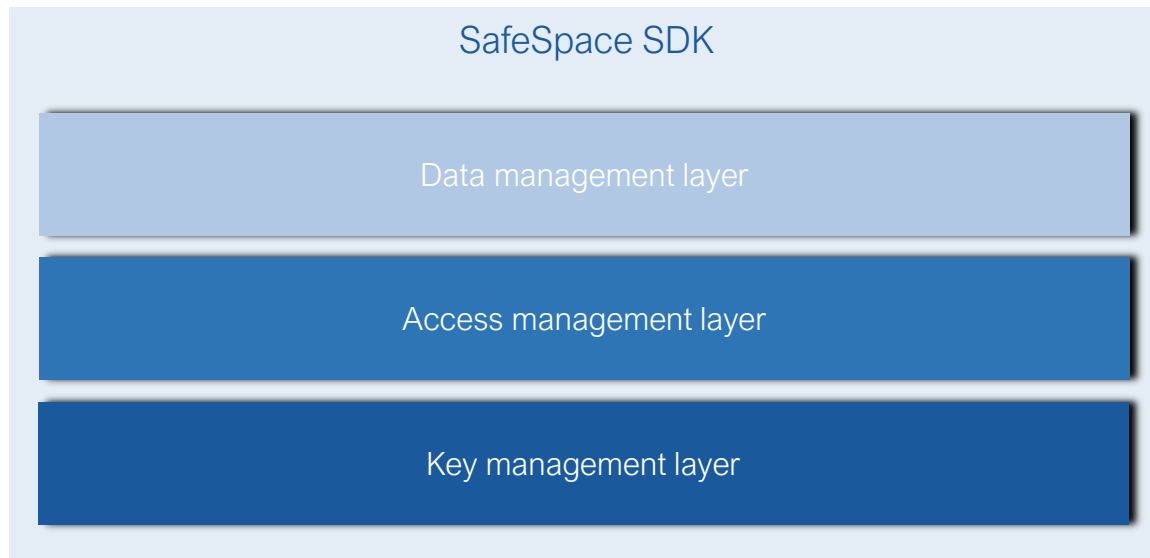 SafeSpace SDK
Data management layer
Access management layer
Key management layer